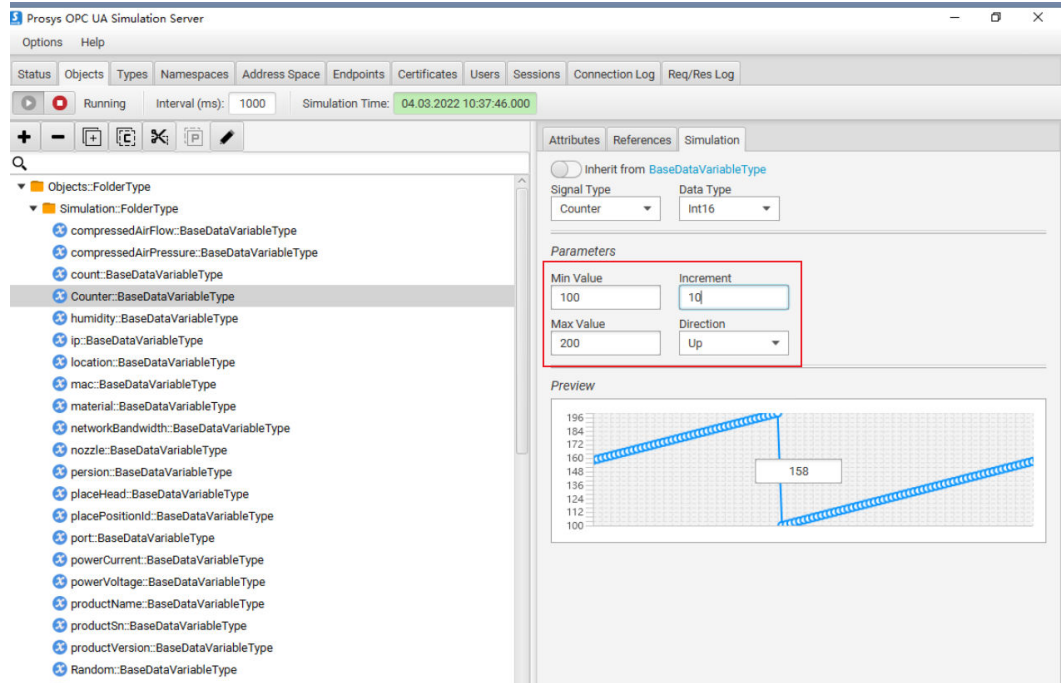 Prosys OPC UA Simulation Server
Options Help
Status Objects Types Namespaces Address Space Endpoints Certificates Users Sessions Connection Log Req/Res Log
Running Interval (ms): 1000 Simulation Time: 04.03.2022 10:37:46.000
Objects::FolderType
Simulation::FolderType
compressedAirFlow::BaseDataVariableType
compressedAirPressure::BaseDataVariableType
count::BaseDataVariableType
Counter::BaseDataVariableType
humidity::BaseDataVariableType
ip::BaseDataVariableType
location::BaseDataVariableType
mac::BaseDataVariableType
material::BaseDataVariableType
networkBandwidth::BaseDataVariableType
nozzle::BaseDataVariableType
persion::BaseDataVariableType
placeHead::BaseDataVariableType
placePositionId::BaseDataVariableType
port::BaseDataVariableType
powerCurrent::BaseDataVariableType
powerVoltage::BaseDataVariableType
productName::BaseDataVariableType
productSn::BaseDataVariableType
productVersion::BaseDataVariableType
Random::BaseDataVariableType
Attributes References Simulation
Inherit from BaseDataVariableType
Signal Type Data Type
Counter Int16
Parameters
Min Value Increment
100 10
Max Value Direction
200 Up
Preview
196
184
172
160
148
136
124
112
100
158